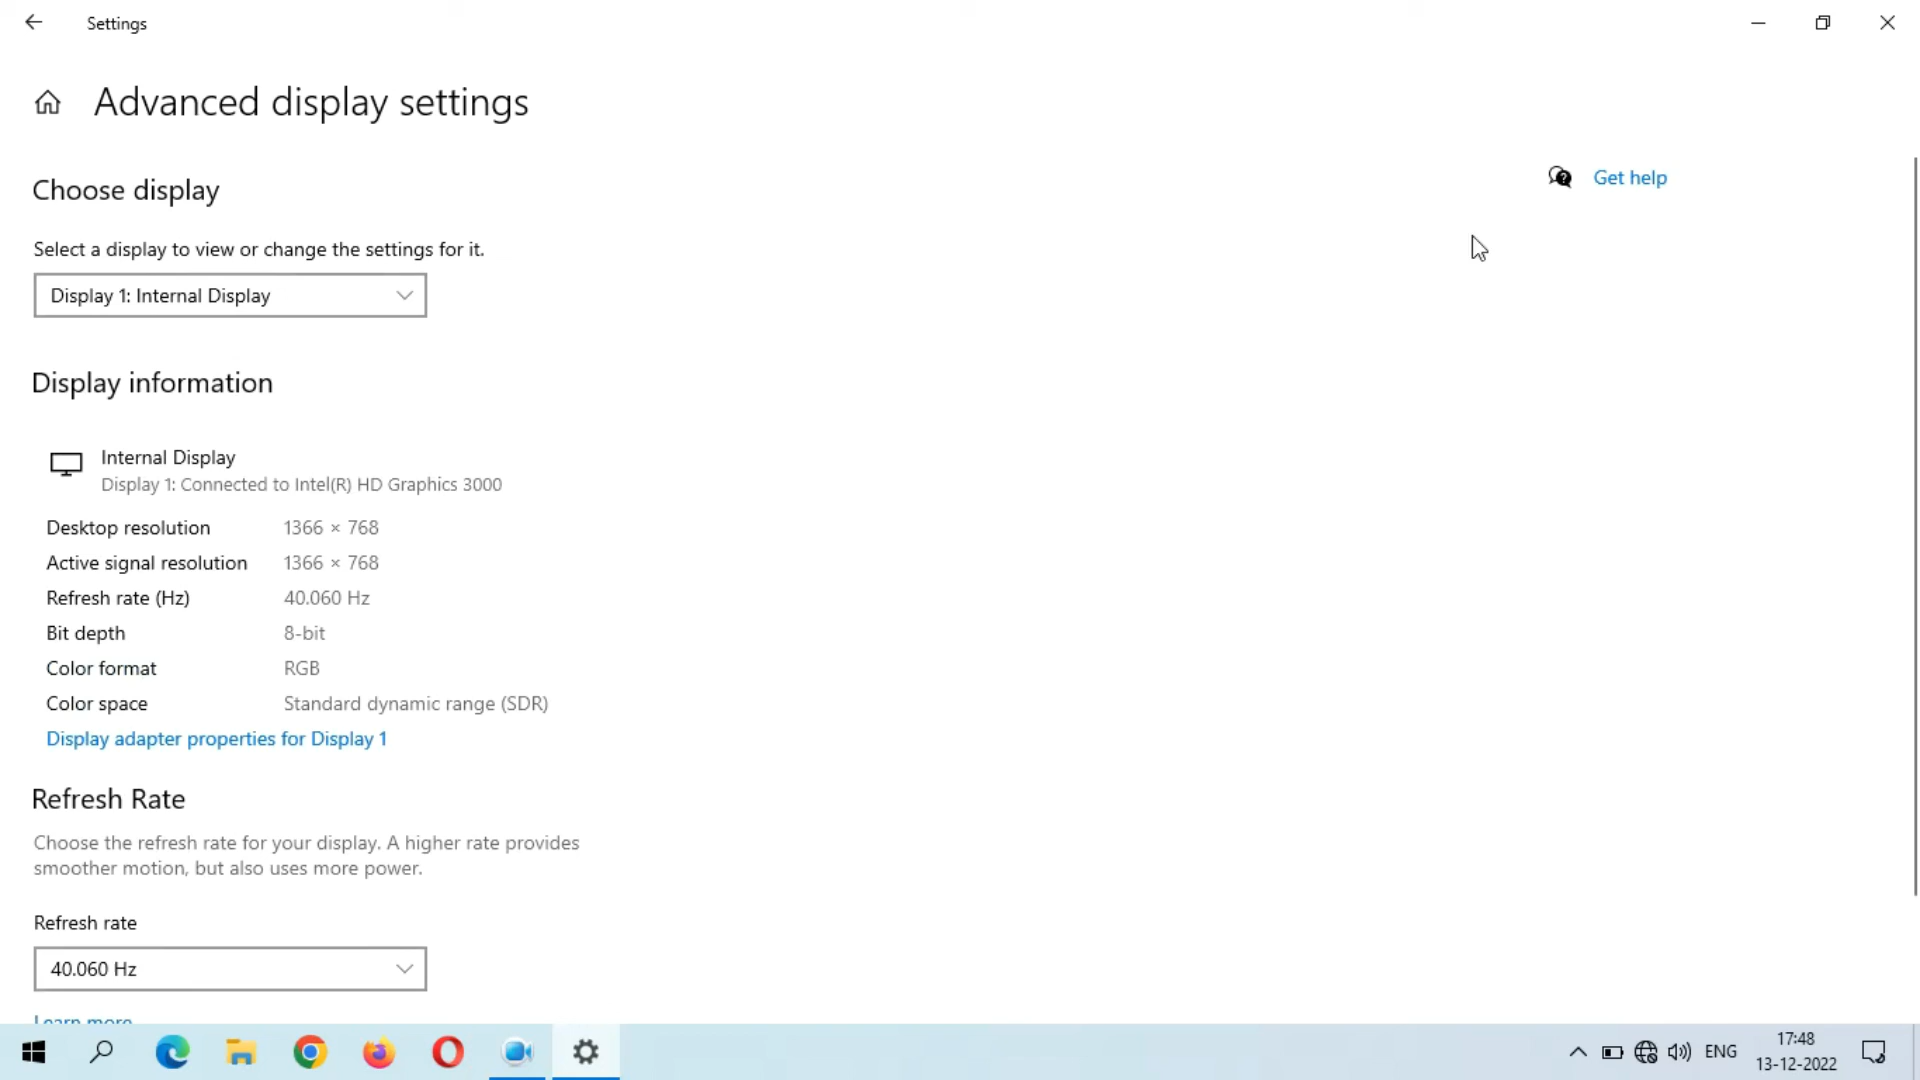 Settings
Advanced display settings
Choose display
Get help
Select a display to view or change the settings for it.
Display 1: Internal Display
Display information
Internal Display
Display 1: Connected to Intel(R) HD Graphics 3000
Desktop resolution 1366 × 768
Active signal resolution 1366 × 768
Refresh rate (Hz) 40.060 Hz
Bit depth 8-bit
Color format RGB
Color space Standard dynamic range (SDR)
Display adapter properties for Display 1
Refresh Rate
Choose the refresh rate for your display. A higher rate provides
smoother motion, but also uses more power.
Refresh rate
40.060 Hz
Learn more
ENG
17:48
13-12-2022